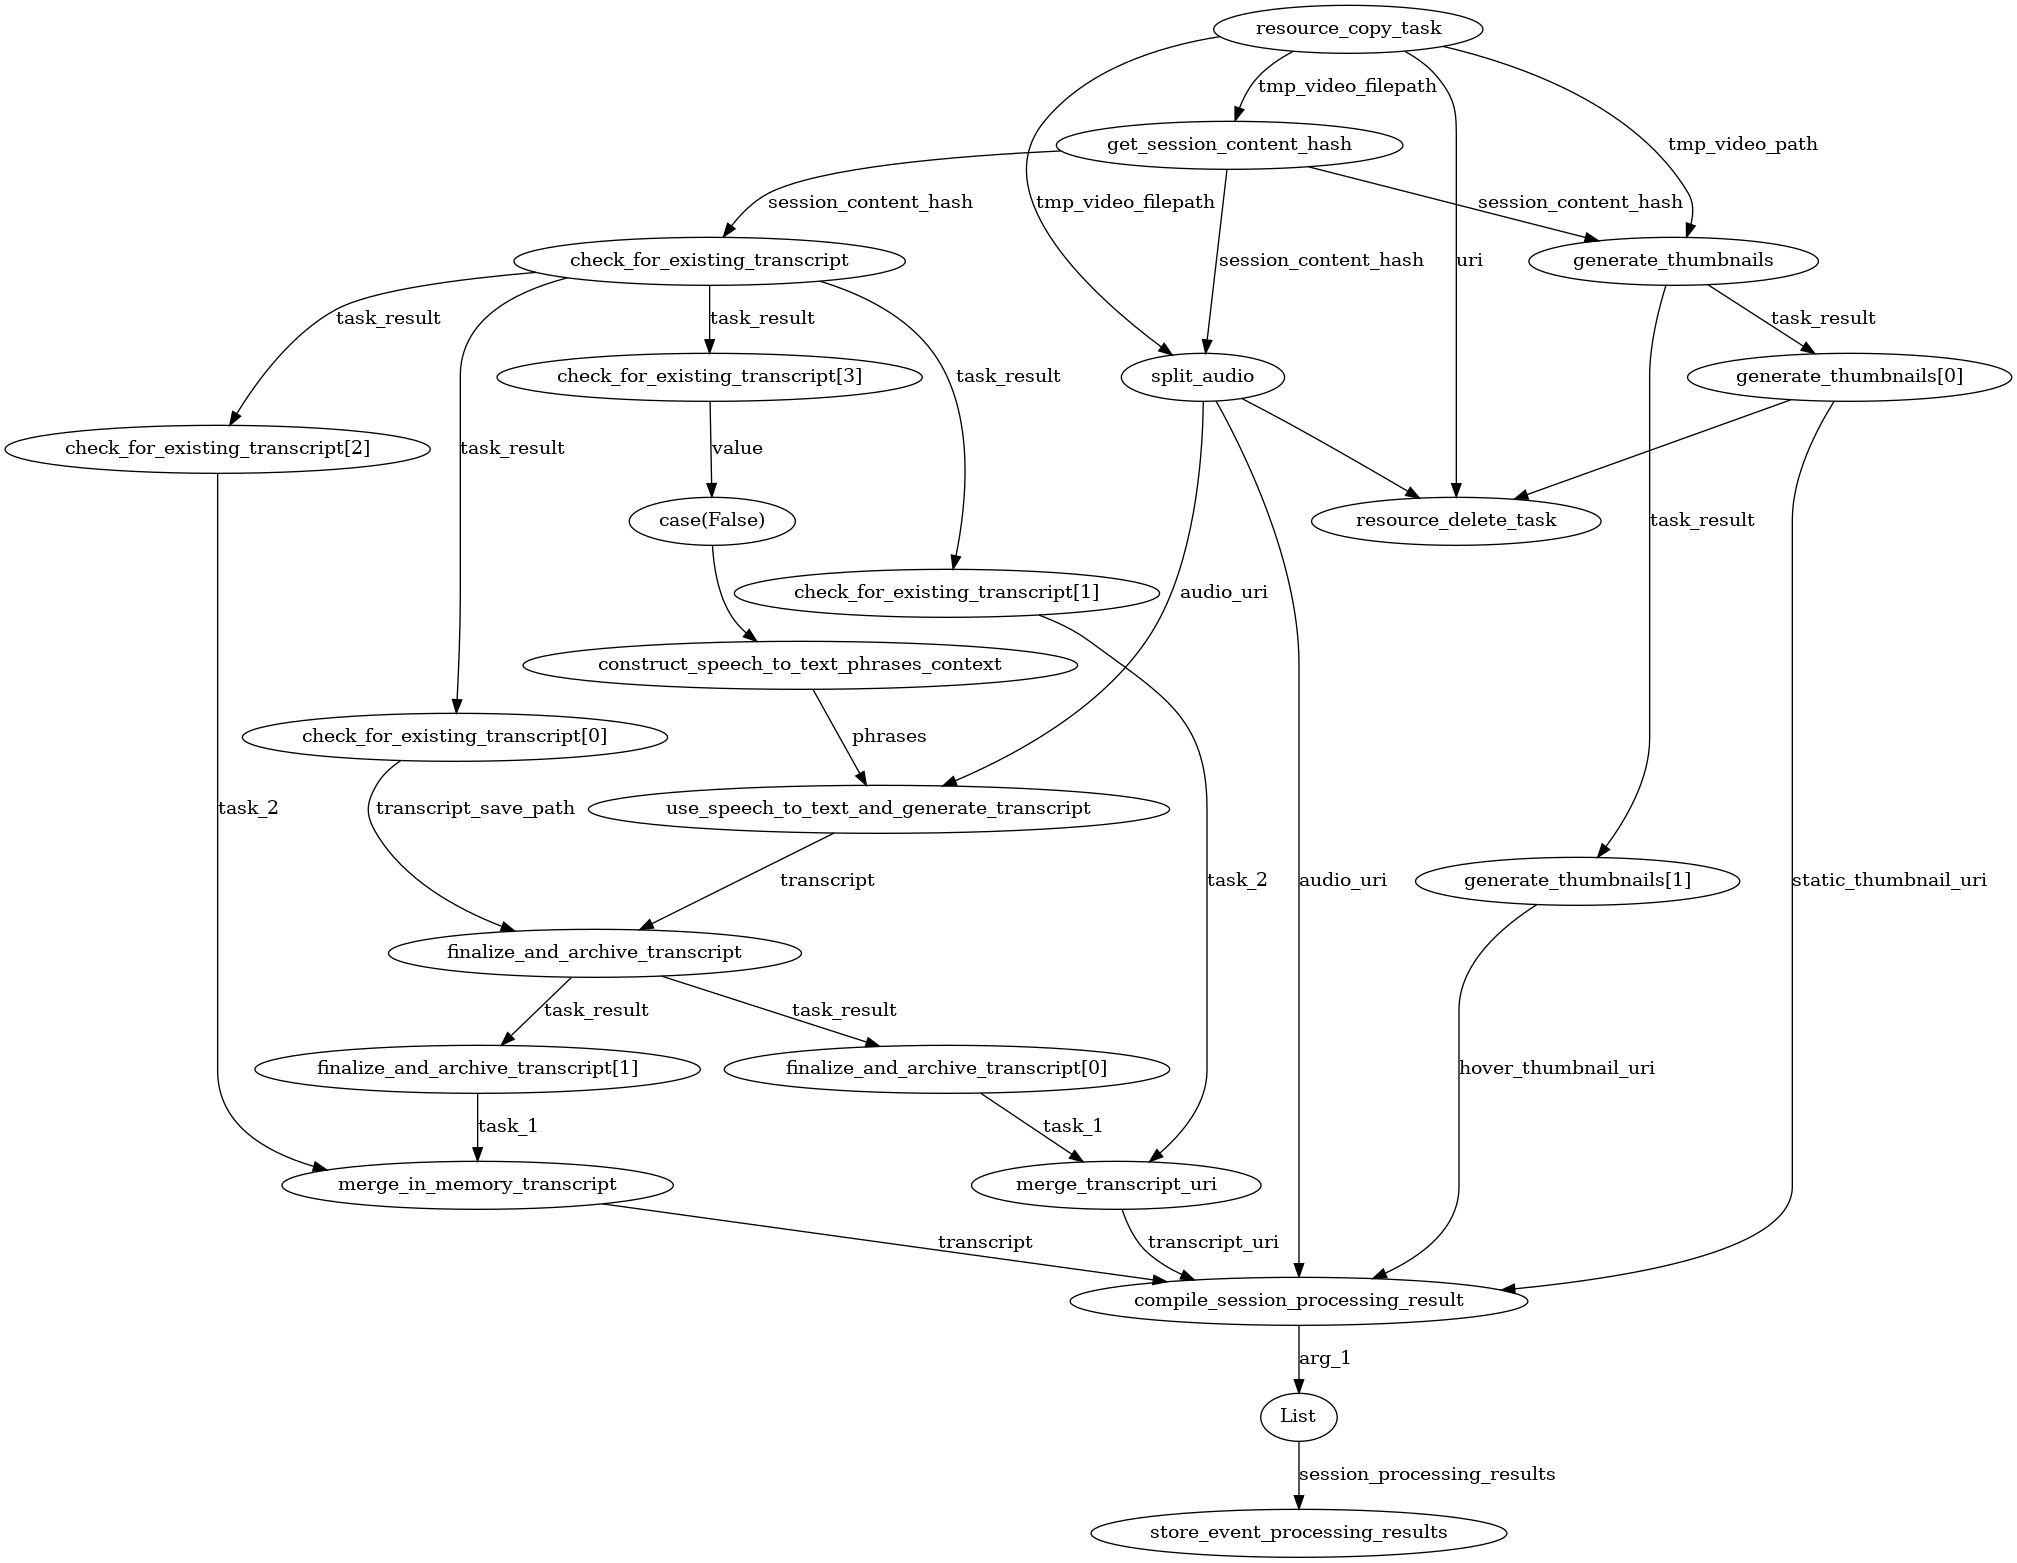 resource_copy_task
tmp_video_filepath
get_session_content_hash
tmp_video_path
session_content_hash
tmp_video_filepath
session_content_hash
check_for_existing_transcript
session_content_hash
uri
generate_thumbnails
task_result
task_result
task_result
check_for_existing_transcript[3]
task_result
split_audio
generate_thumbnails[0]
check_for_existing_transcript[2]
task_result
value
case(False)
resource_delete_task
task_result
check_for_existing_transcript[1]
audio_uri
construct_speech_to_text_phrases_context
check_for_existing_transcript[0]
phrases
task_2
transcript_save_path
use_speech_to_text_and_generate_transcript
transcript
task_2
audio_uri
generate_thumbnails[1]
static_thumbnail_uri
finalize_and_archive_transcript
task_result
task_result
finalize_and_archive_transcript[1]
finalize_and_archive_transcript[0]
hover_thumbnail_uri
task_1
task_1
merge_in_memory_transcript
merge_transcript_uri
transcript
transcript_uri
compile_session_processing_result
arg_1
List
session_processing_results
store_event_processing_results